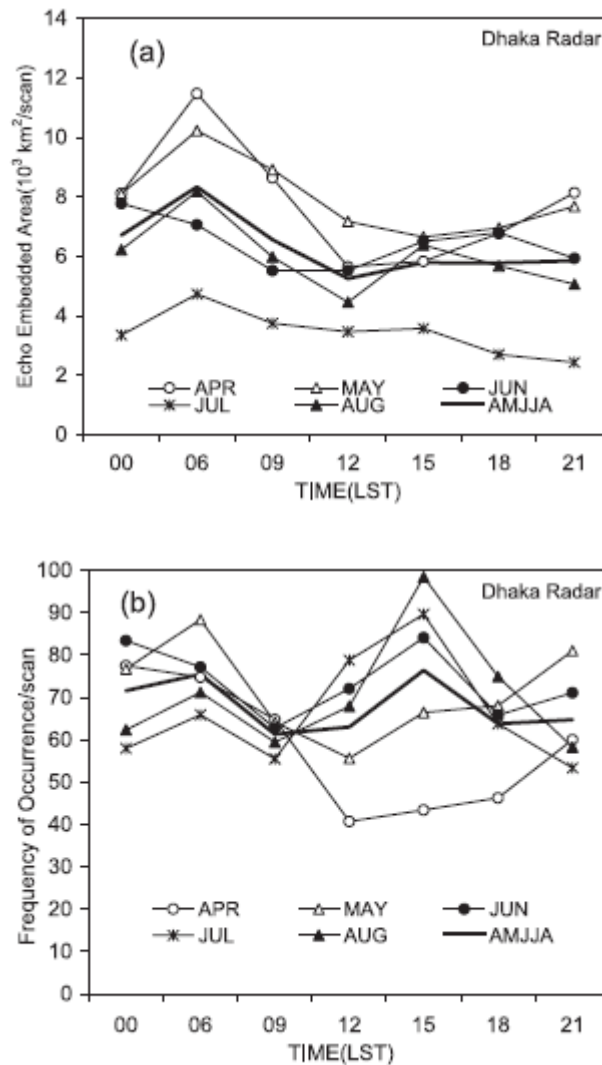 14
12
10
8
6
4
2
0
Echo Embedded Area(10³ km²/scan)
(a)
Dhaka Radar
APR MAY JUN
JUL AUG AMJJA
00 06 09 12 15 18 21
TIME(LST)
100
90
80
70
60
50
40
30
20
10
0
Frequency of Occurrence/scan
(b)
Dhaka Radar
APR MAY JUN
JUL AUG AMJJA
00 06 09 12 15 18 21
TIME(LST)